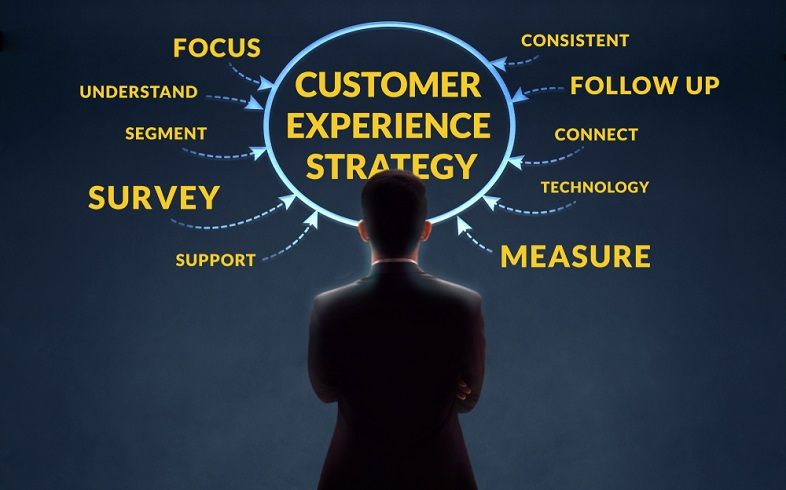 CUSTOMER
EXPERIENCE
STRATEGY
FOCUS
UNDERSTAND
SEGMENT
SURVEY
SUPPORT
CONSISTENT
FOLLOW UP
CONNECT
TECHNOLOGY
MEASURE